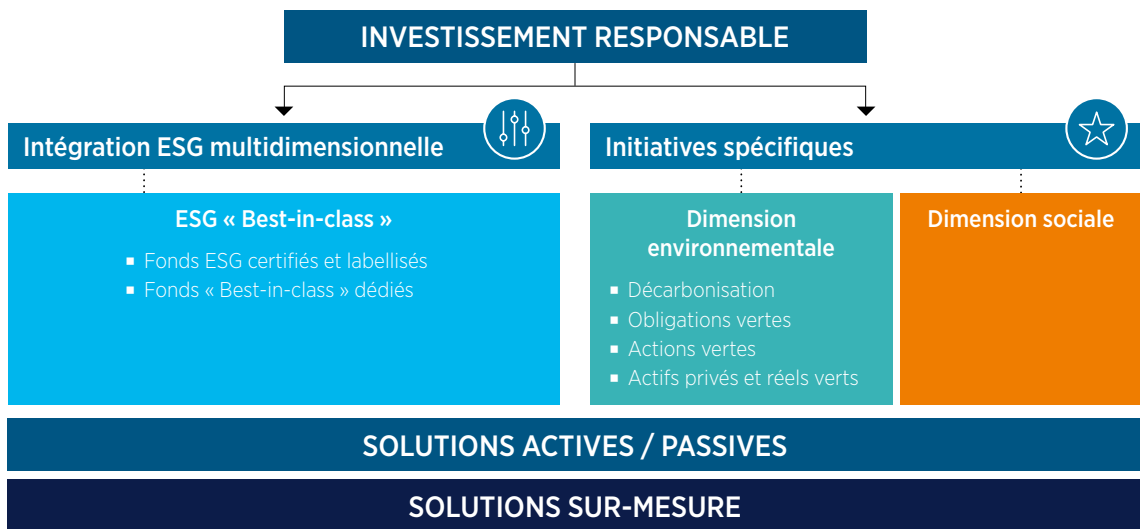 INVESTISSEMENT RESPONSABLE
Intégration ESG multidimensionnelle
Initiatives spécifiques
ESG « Best-in-class »
▪ Fonds ESG certifiés et labellisés
▪ Fonds « Best-in-class » dédiés
Dimension
environnementale
▪ Décarbonisation
▪ Obligations vertes
▪ Actions vertes
▪ Actifs privés et réels verts
Dimension sociale
SOLUTIONS ACTIVES / PASSIVES
SOLUTIONS SUR-MESURE